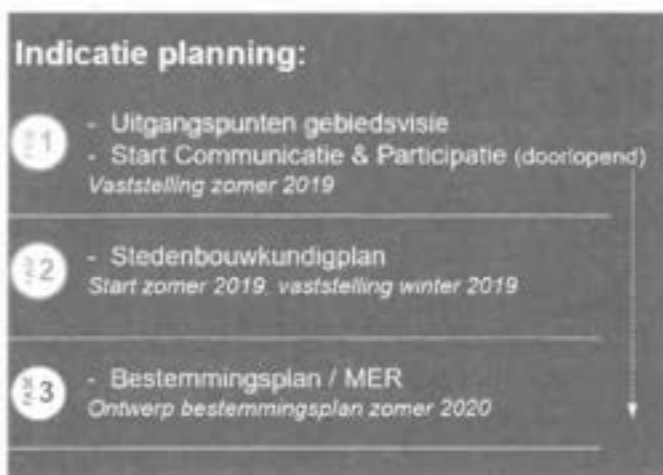 Indicatie planning:
1
- Uitgangspunten gebiedsvisie
- Start Communicatie & Participatie (doorlopend)
Vaststelling zomer 2019
2
- Stedenbouwkundigplan
Start zomer 2019, vaststelling winter 2019
3
- Bestemmingsplan / MER
Ontwerp bestemmingsplan zomer 2020